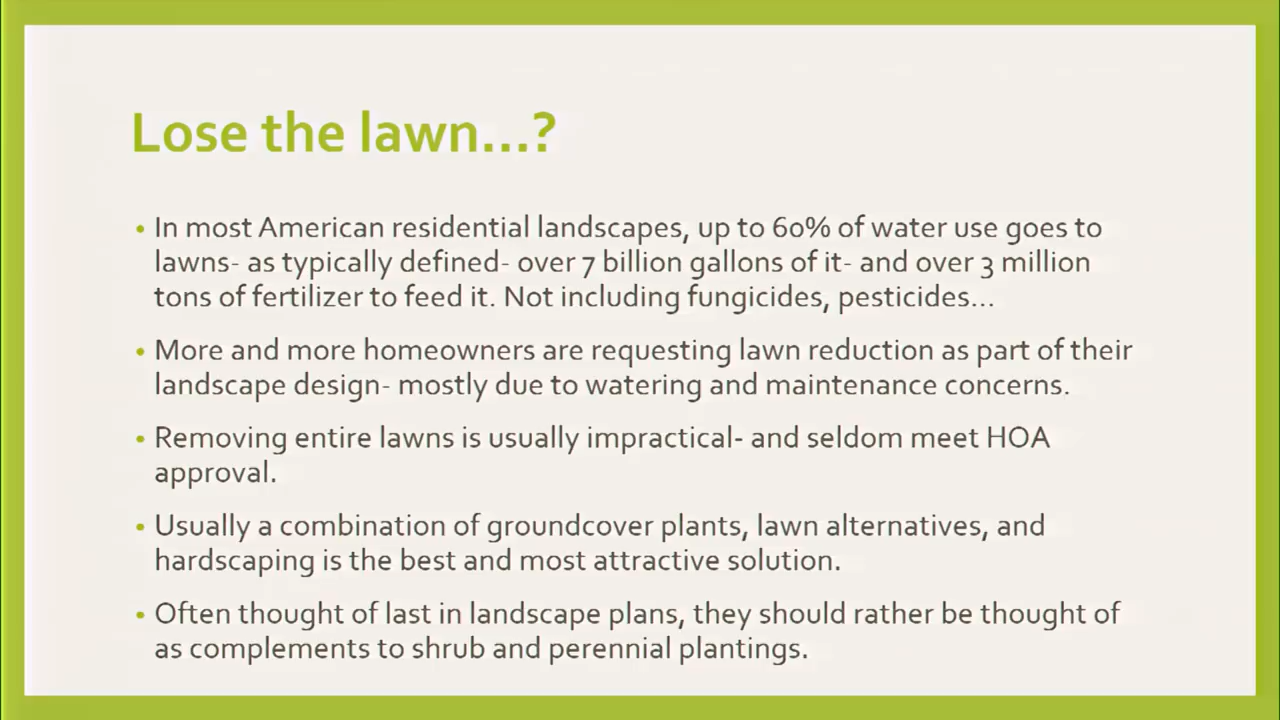 Lose the lawn...?
• In most American residential landscapes, up to 60% of water use goes to
lawns- as typically defined- over 7 billion gallons of it- and over 3 million
tons of fertilizer to feed it. Not including fungicides, pesticides...
• More and more homeowners are requesting lawn reduction as part of their
landscape design- mostly due to watering and maintenance concerns.
• Removing entire lawns is usually impractical- and seldom meet HOA
approval.
• Usually a combination of groundcover plants, lawn alternatives, and
hardscaping is the best and most attractive solution.
• Often thought of last in landscape plans, they should rather be thought of
as complements to shrub and perennial plantings.